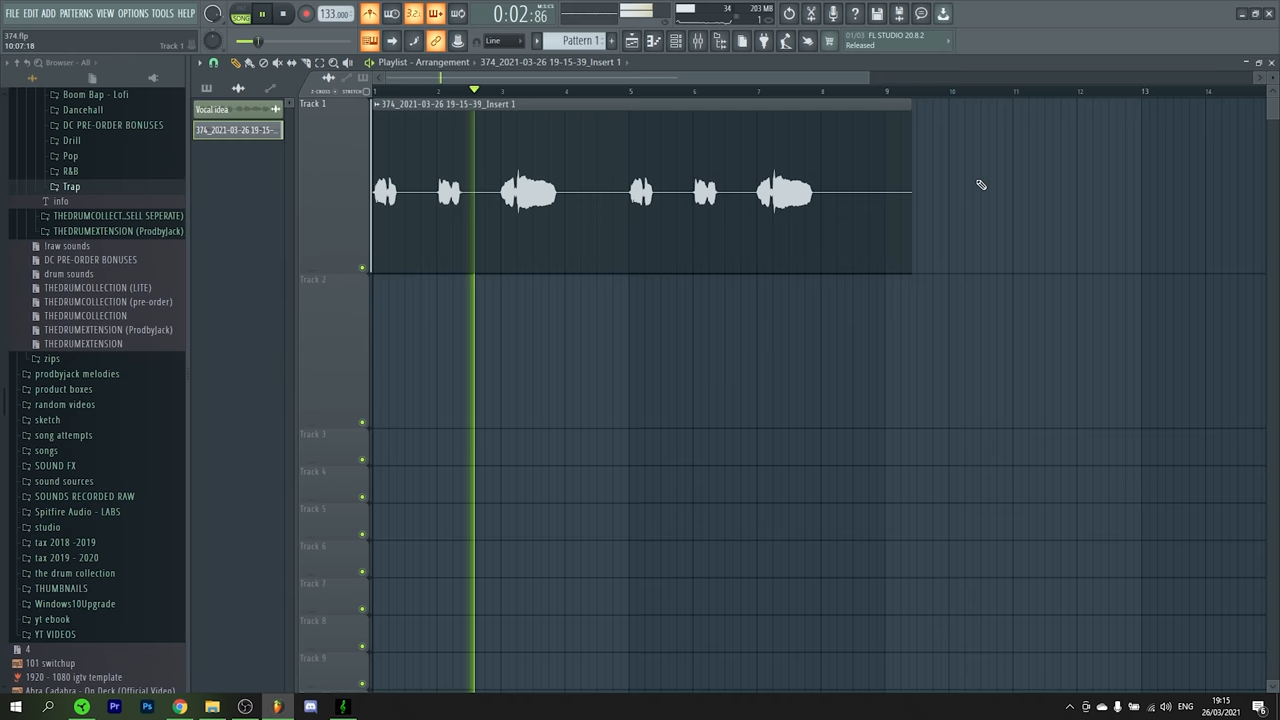 FILE EDIT ADD PATTERNS VIEW OPTIONS TOOLS HELP
SONG
133.000
32
0:02:86
M:S:CS
34
203 MB
1
374.flp
10:07:18
Track 1
Line
Pattern 1
01/03 FL STUDIO 20.8.2
Released
Browser - All
Playlist - Arrangement
374_2021-03-26 19-15-39_Insert 1
Boom Bap - Lofi
Dancehall
DC PRE-ORDER BONUSES
Drill
Pop
R&B
Trap
info
THEDRUMCOLLECT..SELL SEPERATE)
THEDRUMEXTENSION (ProdbyJack)
!raw sounds
DC PRE-ORDER BONUSES
drum sounds
THEDRUMCOLLECTION (LITE)
THEDRUMCOLLECTION (pre-order)
THEDRUMCOLLECTION
THEDRUMEXTENSION (ProdbyJack)
THEDRUMEXTENSION
zips
prodbyjack melodies
product boxes
random videos
sketch
song attempts
songs
SOUND FX
sound sources
SOUNDS RECORDED RAW
Spitfire Audio - LABS
studio
tax 2018 -2019
tax 2019 - 2020
the drum collection
THUMBNAILS
Windows10Upgrade
yt ebook
YT VIDEOS
4
101 switchup
1920 - 1080 igtv template
Abra Cadabra - On Deck (Official Video)
Vocal idea
374_2021-03-26 19-15-..
Z-CROSS STRETCH
1 2 3 4 5 6 7 8 9 10 11 12 13 14
Track 1
374_2021-03-26 19-15-39_Insert 1
Track 2
Track 3
Track 4
Track 5
Track 6
Track 7
Track 8
Track 9
Pr
Ps
ENG
19:15
26/03/2021
6